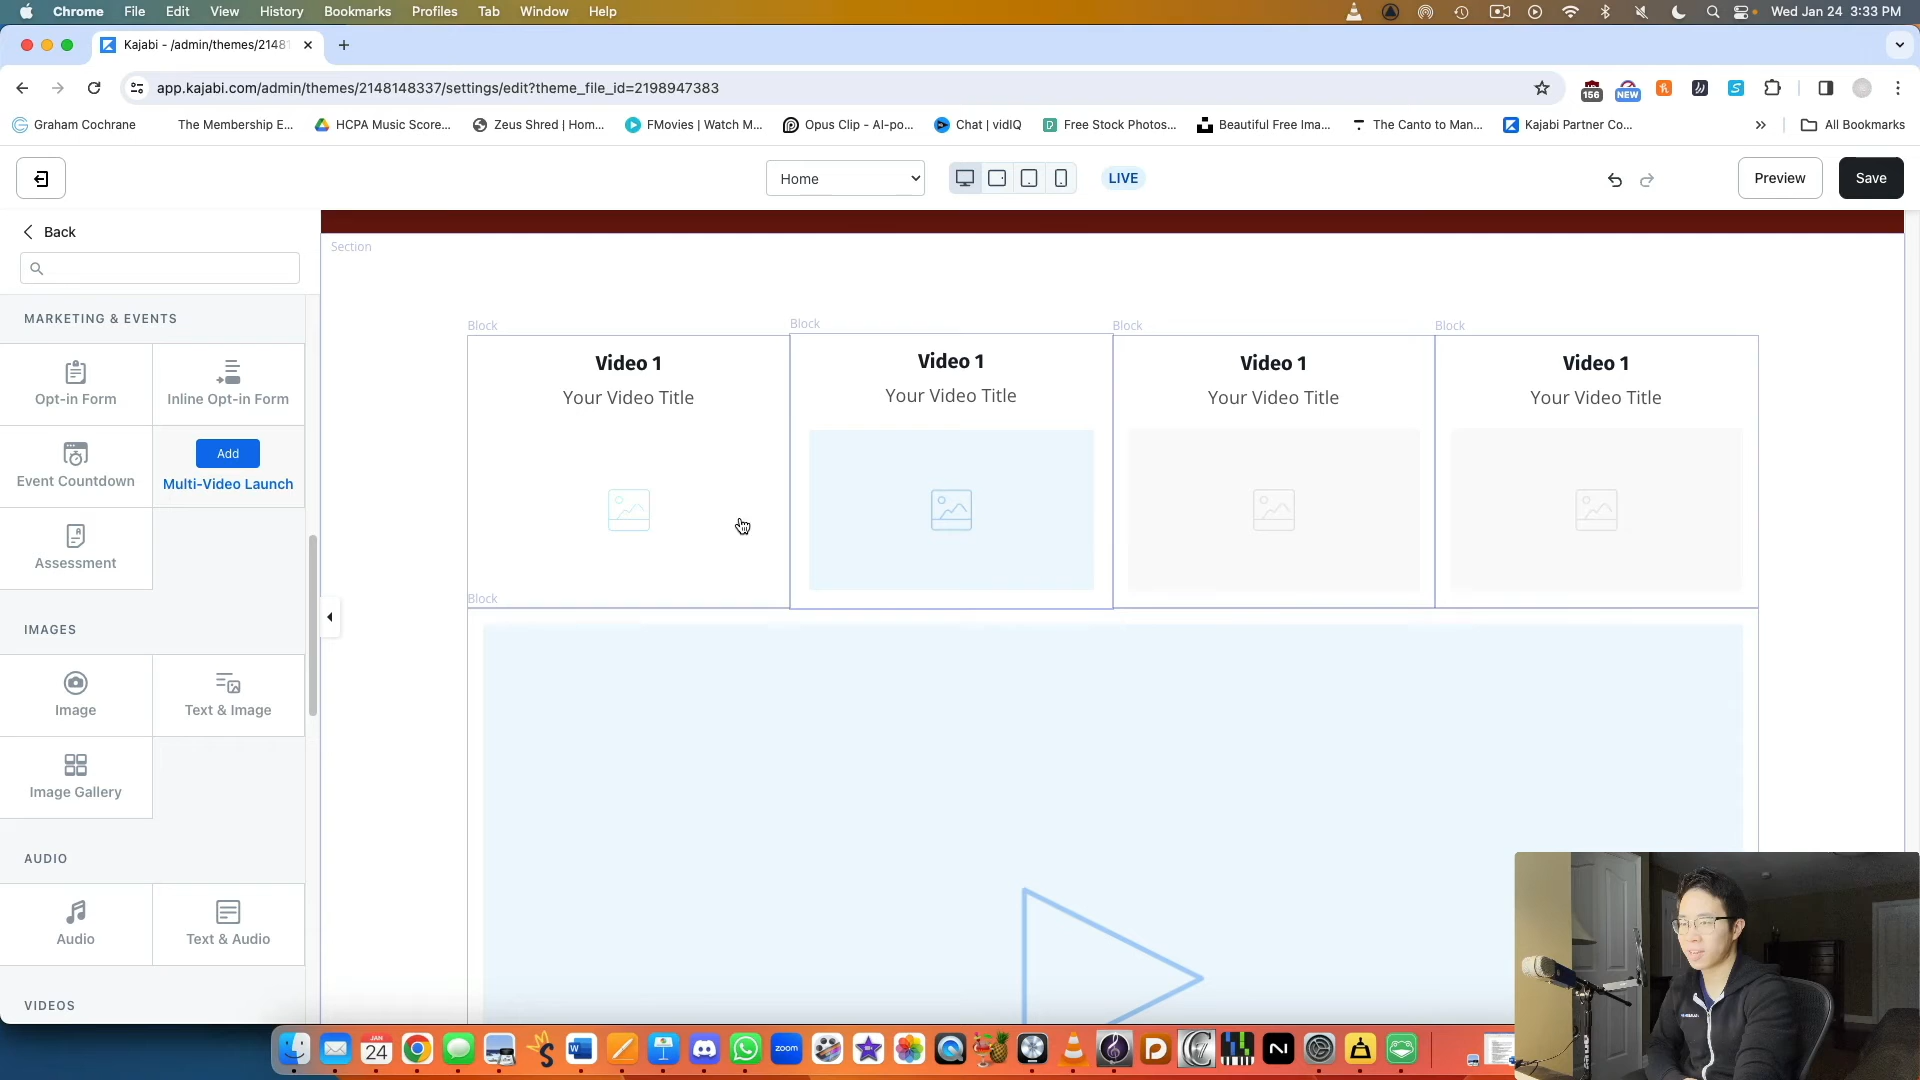 Chrome File Edit View History Bookmarks Profiles Tab Window Help Wed Jan 24 3:33 PM
Kajabi - /admin/themes/2148
app.kajabi.com/admin/themes/2148148337/settings/edit?theme_file_id=2198947383
156 NEW
Graham Cochrane The Membership E... HCPA Music Score... Zeus Shred | Hom... FMovies | Watch M... Opus Clip - AI-po... Chat | vidIQ Free Stock Photos... Beautiful Free Ima... The Canto to Man... Kajabi Partner Co... All Bookmarks
Home LIVE Preview Save
Back
MARKETING & EVENTS
Opt-in Form Inline Opt-in Form
Event Countdown
Add
Multi-Video Launch
Assessment
IMAGES
Image Text & Image
Image Gallery
AUDIO
Audio Text & Audio
VIDEOS
Section
Block Block Block Block
Video 1 Video 1 Video 1 Video 1
Your Video Title Your Video Title Your Video Title Your Video Title
Block
JAN
24
zoom